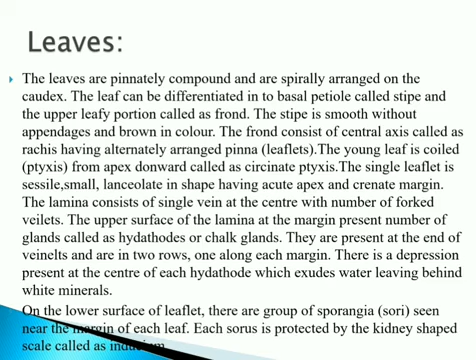 Leaves:
The leaves are pinnately compound and are spirally arranged on the
caudex. The leaf can be differentiated in to basal petiole called stipe and
the upper leafy portion called as frond. The stipe is smooth without
appendages and brown in colour. The frond consist of central axis called as
rachis having alternately arranged pinna (leaflets).The young leaf is coiled
(ptyxis) from apex donward called as circinate ptyxis.The single leaflet is
sessile,small, lanceolate in shape having acute apex and crenate margin.
The lamina consists of single vein at the centre with number of forked
veilets. The upper surface of the lamina at the margin present number of
glands called as hydathodes or chalk glands. They are present at the end of
veinelts and are in two rows, one along each margin. There is a depression
present at the centre of each hydathode which exudes water leaving behind
white minerals.
On the lower surface of leaflet, there are group of sporangia (sori) seen
near the margin of each leaf. Each sorus is protected by the kidney shaped
scale called as inducium